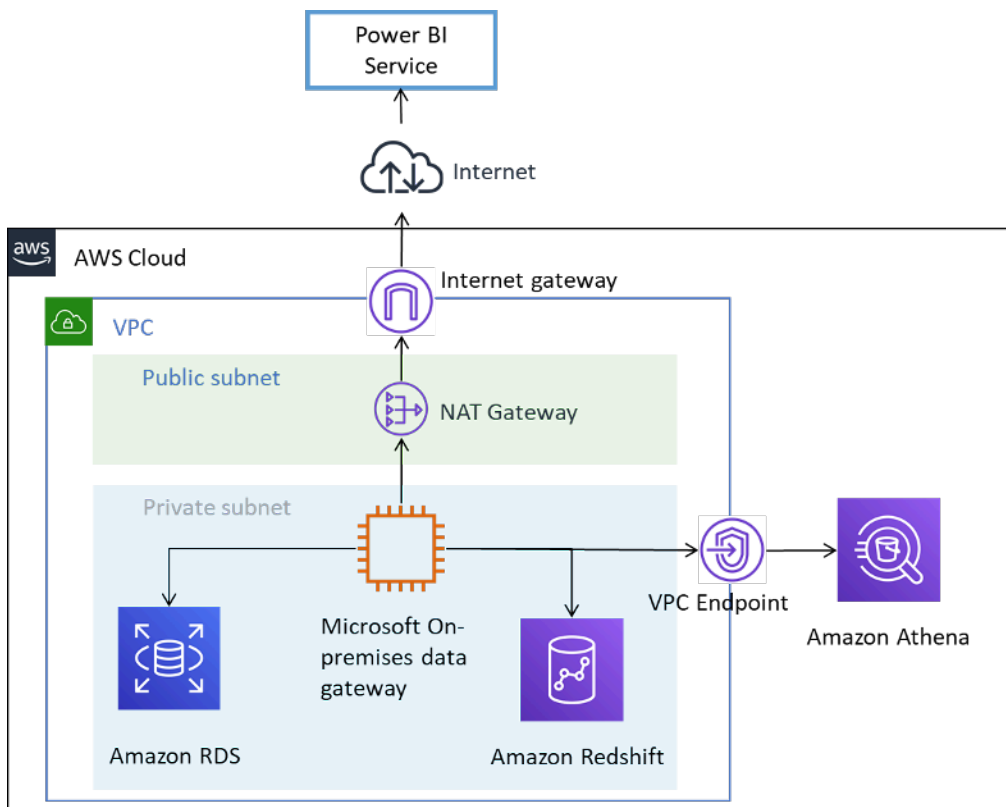 Power BI
Service
Internet
aws
AWS Cloud
Internet gateway
VPC
Public subnet
NAT Gateway
Private subnet
VPC Endpoint
Microsoft On-
premises data
gateway
Amazon Athena
Amazon RDS
Amazon Redshift